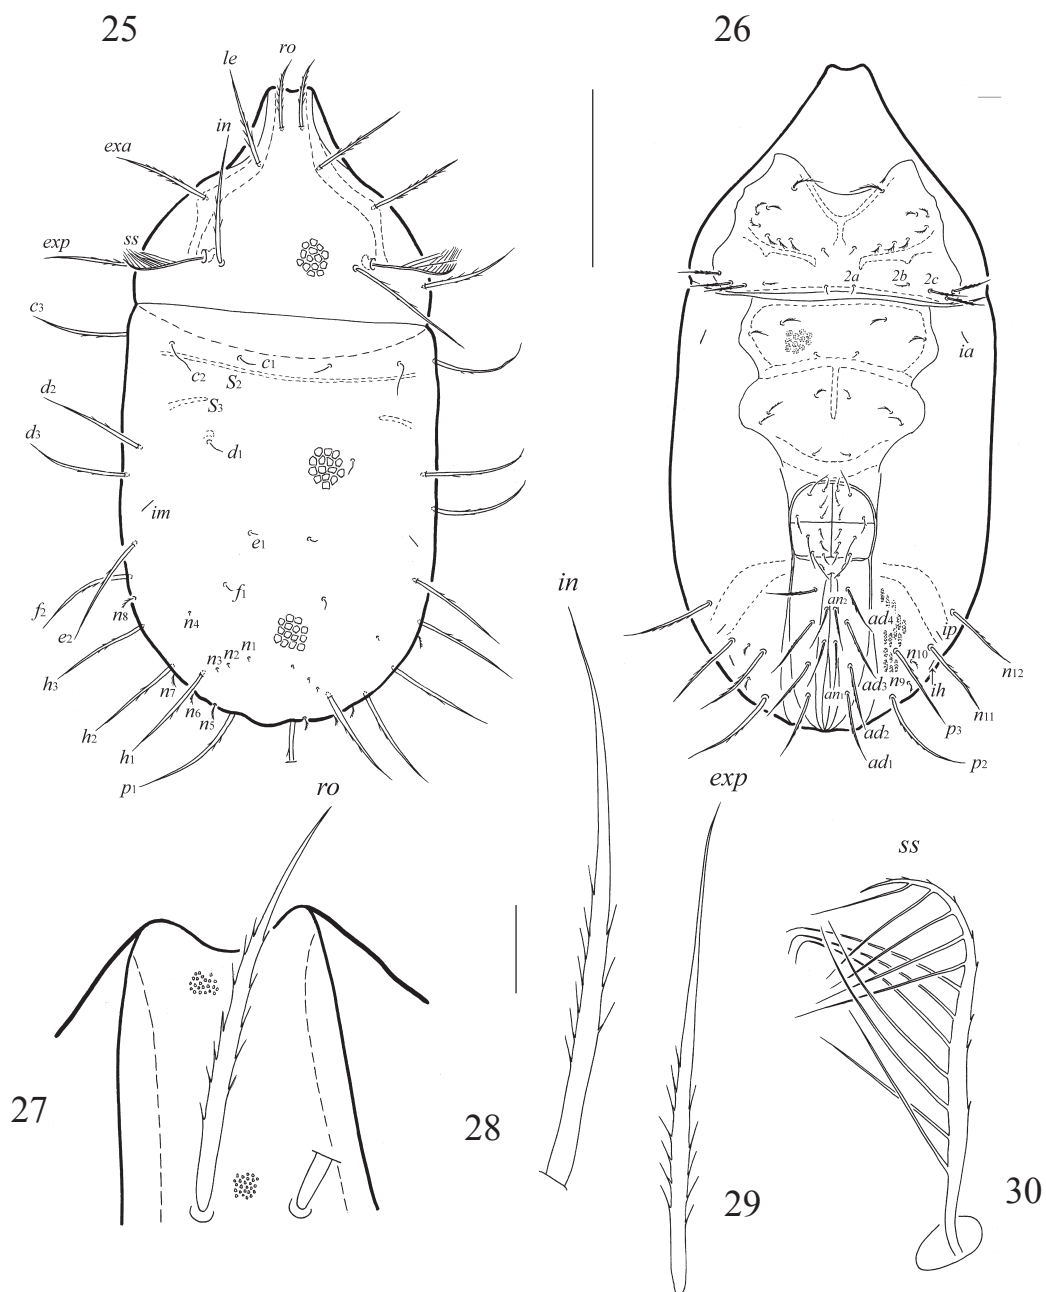 25
26
ro
le
in
exa
exp
ss
c3
c1
c2
S2
S3
d2
d3
d1
im
e1
f1
f2
n8
n4
e2
n1
n2
n3
h3
n7
n6
n5
h2
h1
p1
2a
2b
2c
ia
an2
ad4
ip
n10
n12
ad3
n9
ih
an1
n11
p3
ad2
p2
ad1
ro
in
exp
ss
27
28
29
30